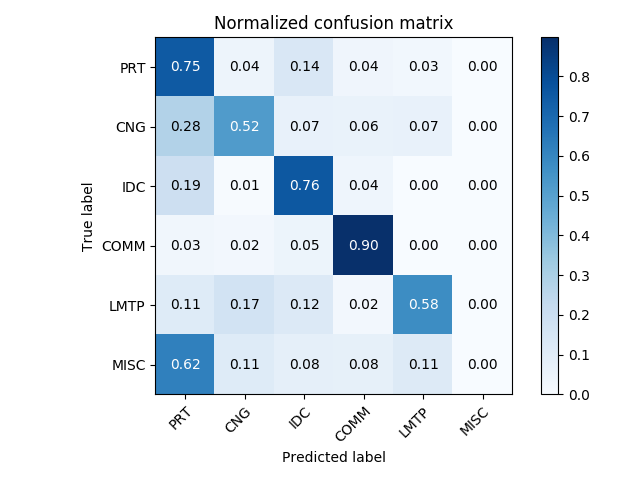 Normalized confusion matrix
True label
PRT 0.75 0.04 0.14 0.04 0.03 0.00
CNG 0.28 0.52 0.07 0.06 0.07 0.00
IDC 0.19 0.01 0.76 0.04 0.00 0.00
COMM 0.03 0.02 0.05 0.90 0.00 0.00
LMTP 0.11 0.17 0.12 0.02 0.58 0.00
MISC 0.62 0.11 0.08 0.08 0.11 0.00
PRT CNG IDC COMM LMTP MISC
Predicted label
0.8
0.7
0.6
0.5
0.4
0.3
0.2
0.1
0.0